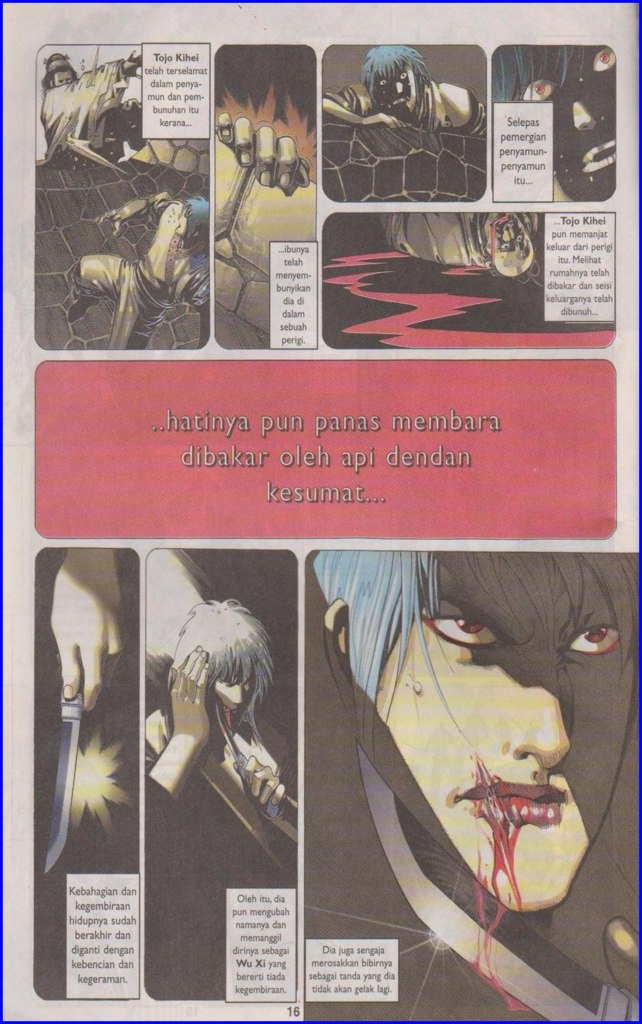 Tojo Kihei
telah terselamat
dalam penya-
mun dan pem-
bunuhan itu
kerana...
...ibunya
telah
menyem-
bunyikan
dia di
dalam
sebuah
perigi.
Selepas
pemergian
penyamun-
penyamun
itu...
...Tojo Kihei
pun memanjat
keluar dari perigi
itu. Melihat
rumahnya telah
dibakar dan seisi
keluarganya telah
dibunuh...
..hatinya pun panas membara
dibakar oleh api dendan
kesumat...
Kebahagian dan
kegembiraan
hidupnya sudah
berakhir dan
diganti dengan
kebencian dan
kegeraman.
Oleh itu, dia
pun mengubah
namanya dan
memanggil
dirinya sebagai
Wu Xi yang
bererti tiada
kegembiraan.
Dia juga sengaja
merosakkan bibirnya
sebagai tanda yang dia
tidak akan gelak lagi.
16